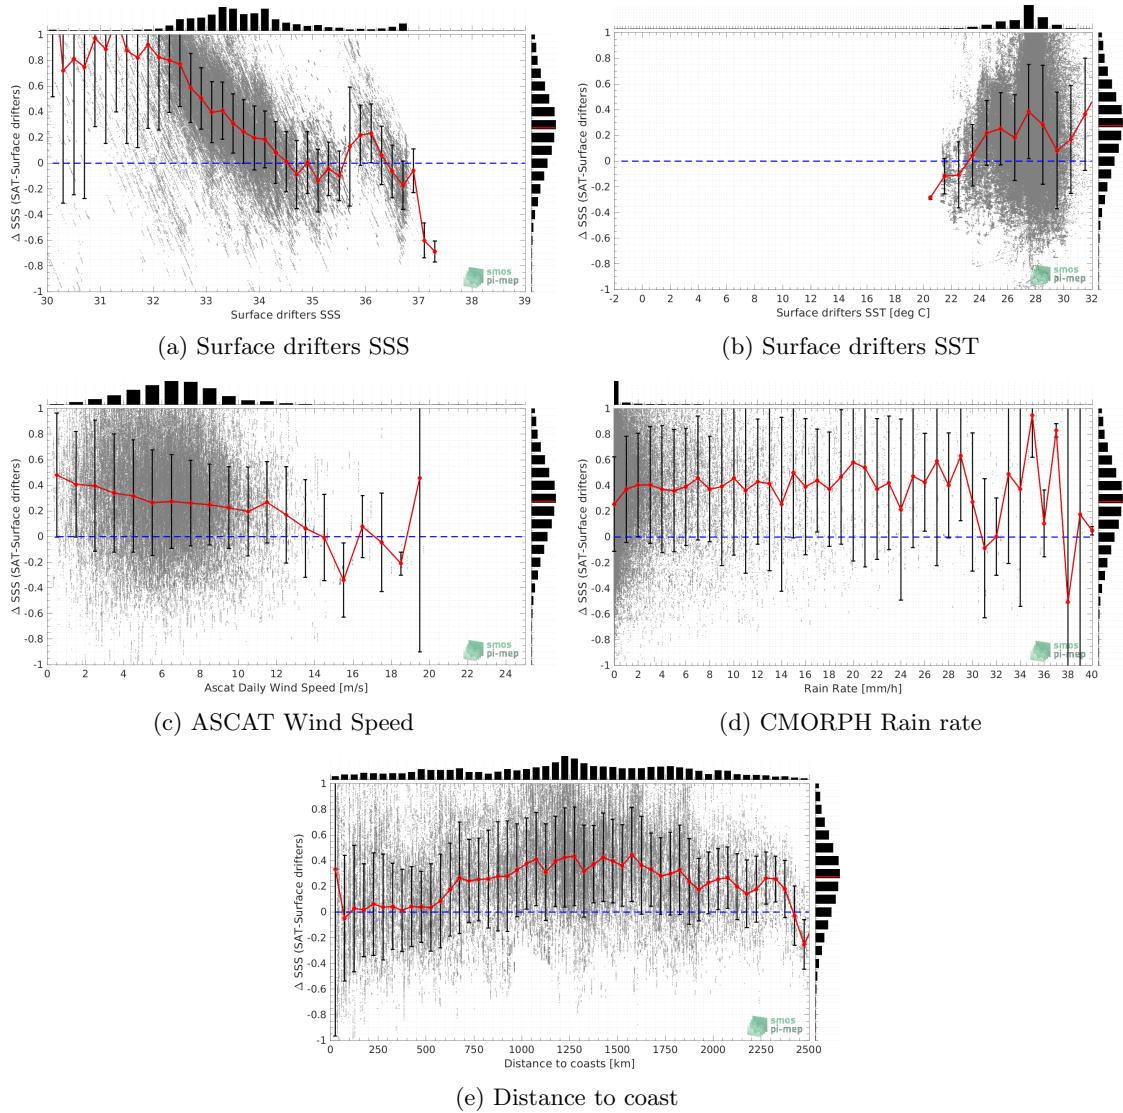 1
0.8
0.6
0.4
0.2
0
-0.2
-0.4
-0.6
-0.8
-1
Δ SSS (SAT-Surface drifters)
smos
pi-mep
30 31 32 33 34 35 36 37 38 39
Surface drifters SSS
(a) Surface drifters SSS
1
0.8
0.6
0.4
0.2
0
-0.2
-0.4
-0.6
-0.8
-1
Δ SSS (SAT-Surface drifters)
smos
pi-mep
-2 0 2 4 6 8 10 12 14 16 18 20 22 24 26 28 30 32
Surface drifters SST [deg C]
(b) Surface drifters SST
1
0.8
0.6
0.4
0.2
0
-0.2
-0.4
-0.6
-0.8
-1
Δ SSS (SAT-Surface drifters)
smos
pi-mep
0 2 4 6 8 10 12 14 16 18 20 22 24
Ascat Daily Wind Speed [m/s]
(c) ASCAT Wind Speed
1
0.8
0.6
0.4
0.2
0
-0.2
-0.4
-0.6
-0.8
-1
Δ SSS (SAT-Surface drifters)
smos
pi-mep
0 2 4 6 8 10 12 14 16 18 20 22 24 26 28 30 32 34 36 38 40
Rain Rate [mm/h]
(d) CMORPH Rain rate
1
0.8
0.6
0.4
0.2
0
-0.2
-0.4
-0.6
-0.8
-1
Δ SSS (SAT-Surface drifters)
smos
pi-mep
0 250 500 750 1000 1250 1500 1750 2000 2250 2500
Distance to coasts [km]
(e) Distance to coast